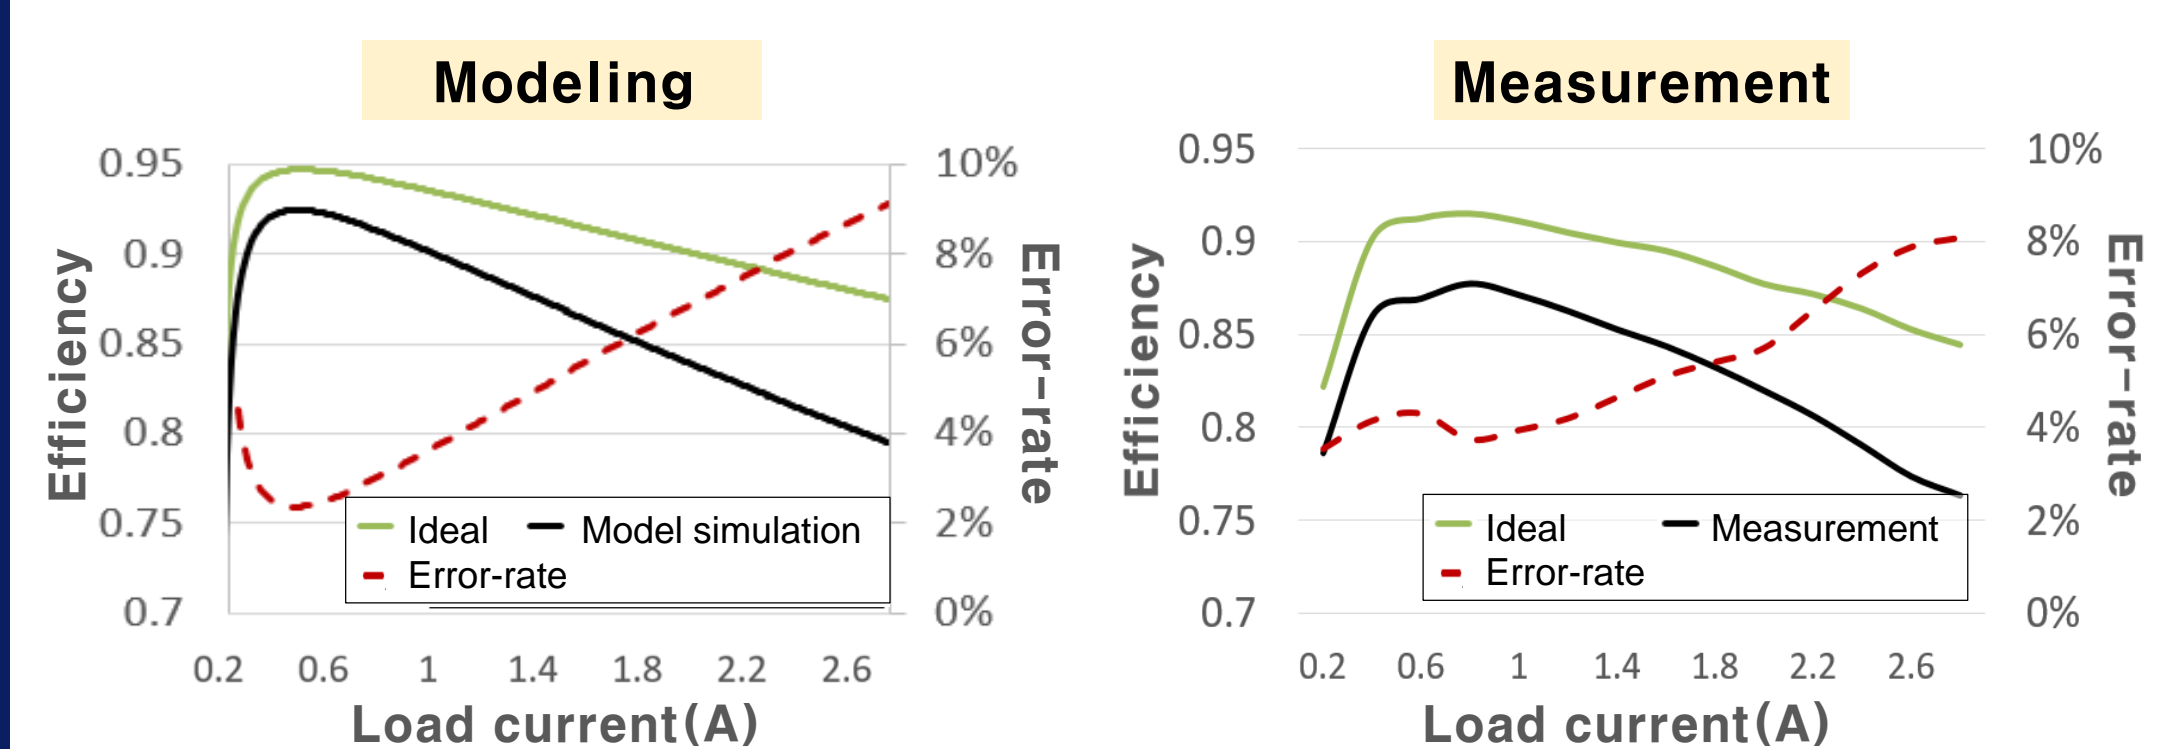 Modeling
0.95
0.9
0.85
0.8
0.75
0.7
Efficiency
10%
8%
6%
4%
2%
0%
Error-rate
Ideal Model simulation
Error-rate
0.2 0.6 1 1.4 1.8 2.2 2.6
Load current(A)
Measurement
0.95
0.9
0.85
0.8
0.75
0.7
Efficiency
10%
8%
6%
4%
2%
0%
Error-rate
Ideal Measurement
Error-rate
0.2 0.6 1 1.4 1.8 2.2 2.6
Load current(A)